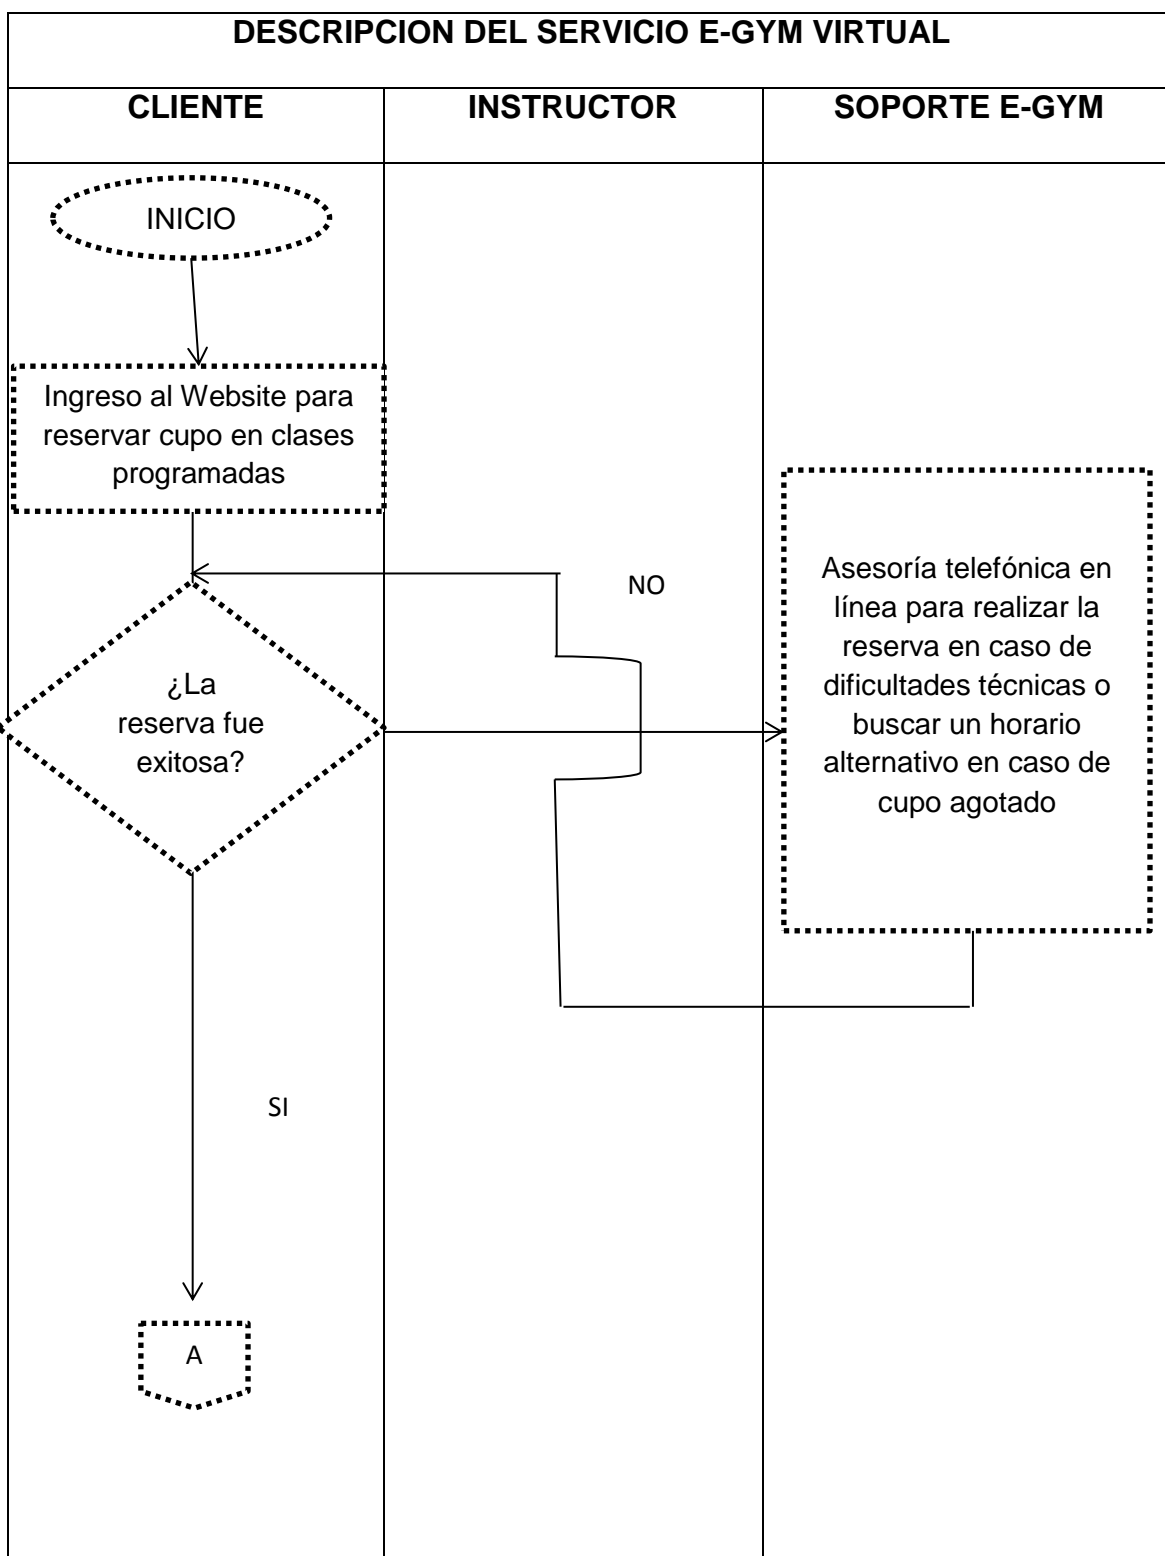 DESCRIPCION DEL SERVICIO E-GYM VIRTUAL
CLIENTE
INSTRUCTOR
SOPORTE E-GYM
INICIO
Ingreso al Website para
reservar cupo en clases
programadas
NO
¿La
reserva fue
exitosa?
Asesoría telefónica en
línea para realizar la
reserva en caso de
dificultades técnicas o
buscar un horario
alternativo en caso de
cupo agotado
SI
A